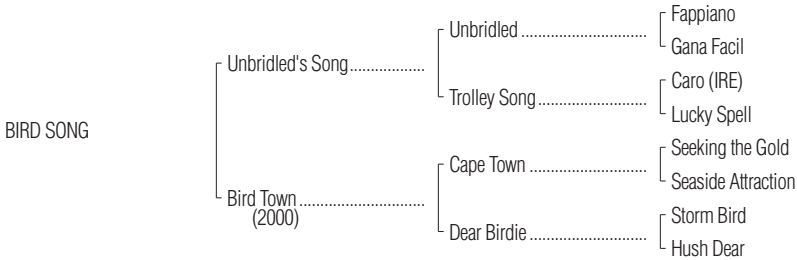 Fappiano
Unbridled ..............................
Gana Facil
Unbridled's Song..................
Caro (IRE)
Trolley Song..........................
Lucky Spell
BIRD SONG
Seeking the Gold
Cape Town ............................
Seaside Attraction
Bird Town ..............................
(2000)
Storm Bird
Dear Birdie ............................
Hush Dear